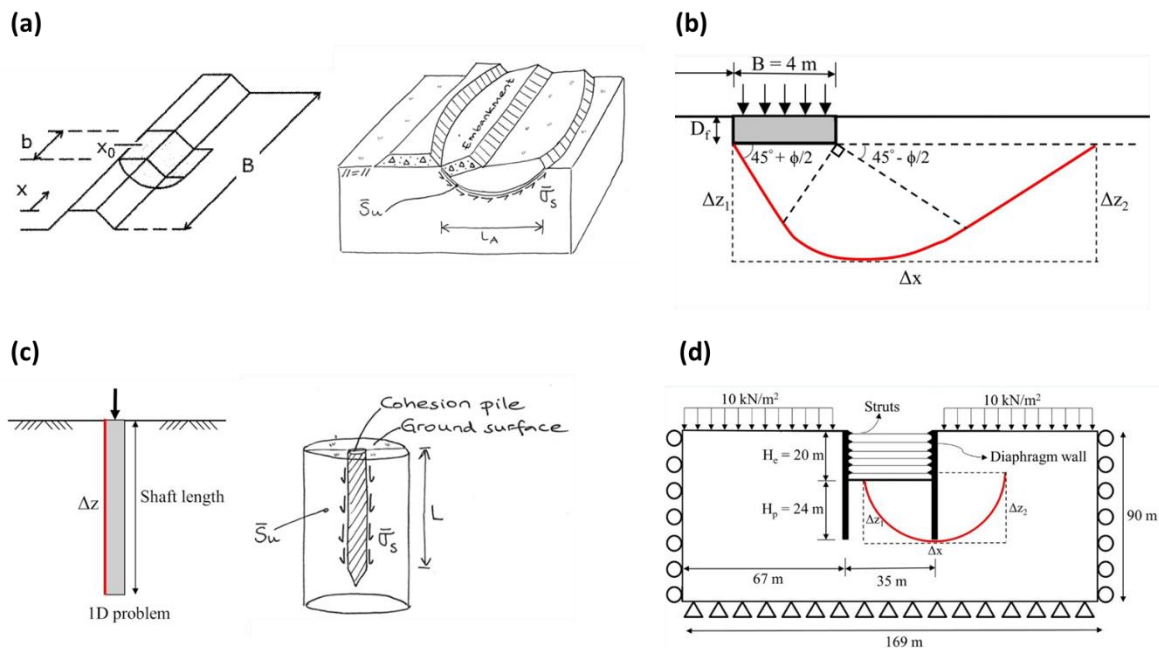 (a)
b
x₀
x
B
Embankment
//=//
S̄u
σ̄s
LA
(b)
B = 4 m
Df
45°+ ϕ/2
45°- ϕ/2
Δz₁
Δz₂
Δx
(c)
Δz
Shaft length
1D problem
Cohesion pile
Ground surface
S̄u
σ̄s
L
(d)
10 kN/m²
Struts
10 kN/m²
Hₑ = 20 m
Diaphragm wall
Hₚ = 24 m
Δz₁
Δz₂
Δx
90 m
67 m
35 m
169 m